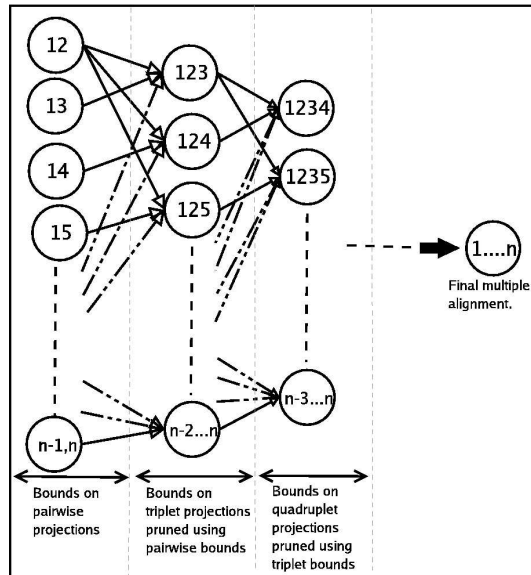 12
13
14
15
n-1,n
123
124
125
n-2...n
1234
1235
n-3...n
1....n
Final multiple
alignment.
Bounds on
pairwise
projections
Bounds on
triplet projections
pruned using
pairwise bounds
Bounds on
quadruplet
projections
pruned using
triplet bounds